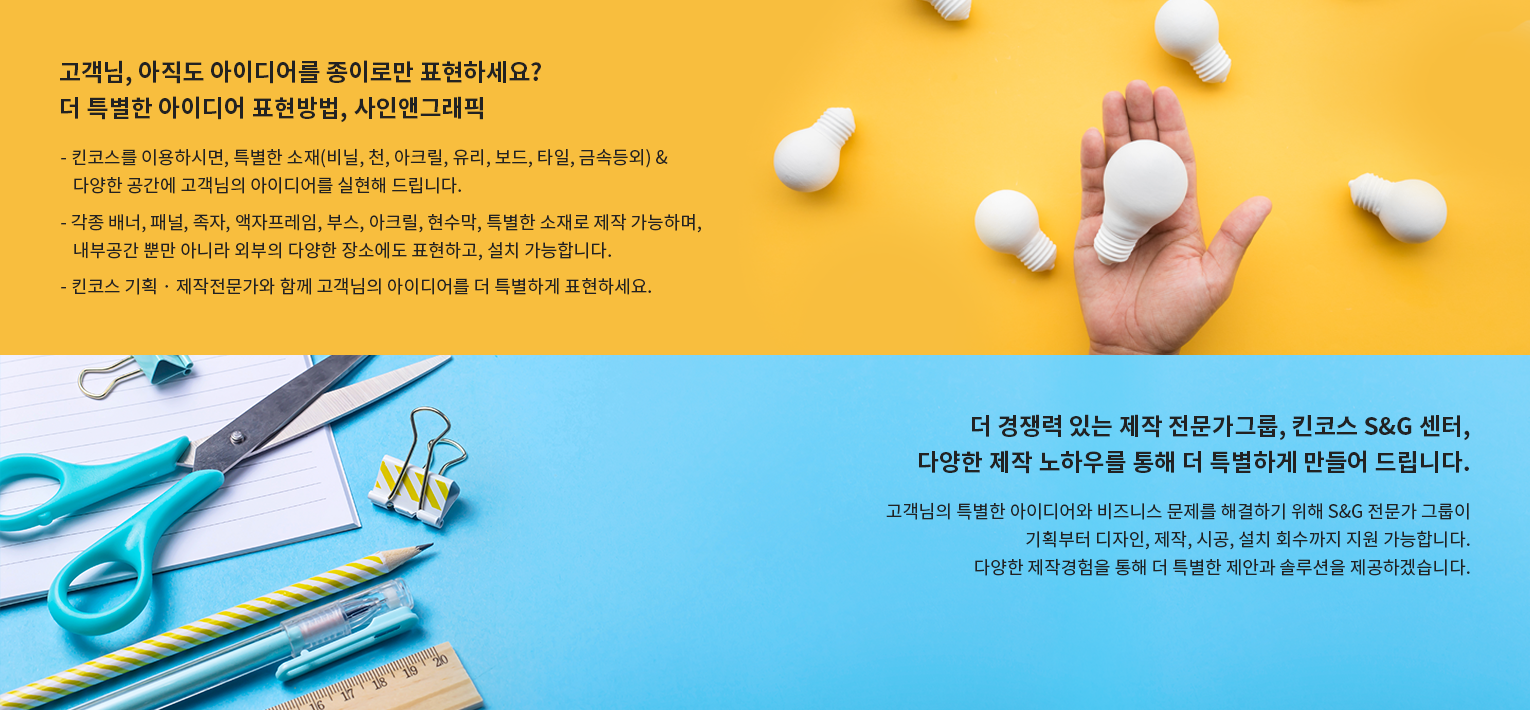 고객님, 아직도 아이디어를 종이로만 표현하세요?
더 특별한 아이디어 표현방법, 사인앤그래픽
- 킨코스를 이용하시면, 특별한 소재(비닐, 천, 아크릴, 유리, 보드, 타일, 금속등외) &
다양한 공간에 고객님의 아이디어를 실현해 드립니다.
- 각종 배너, 패널, 족자, 액자프레임, 부스, 아크릴, 현수막, 특별한 소재로 제작 가능하며,
내부공간 뿐만 아니라 외부의 다양한 장소에도 표현하고, 설치 가능합니다.
- 킨코스 기획 · 제작전문가와 함께 고객님의 아이디어를 더 특별하게 표현하세요.
더 경쟁력 있는 제작 전문가그룹, 킨코스 S&G 센터,
다양한 제작 노하우를 통해 더 특별하게 만들어 드립니다.
고객님의 특별한 아이디어와 비즈니스 문제를 해결하기 위해 S&G 전문가 그룹이
기획부터 디자인, 제작, 시공, 설치 회수까지 지원 가능합니다.
다양한 제작경험을 통해 더 특별한 제안과 솔루션을 제공하겠습니다.
16 17 18 19 20